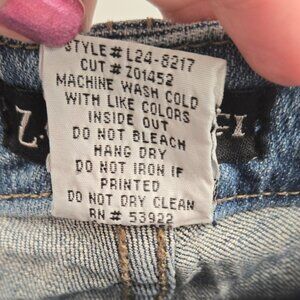 STYLE# L24-8217
CUT # Z01452
MACHINE WASH COLD
WITH LIKE COLORS
INSIDE OUT
DO NOT BLEACH
HANG DRY
DO NOT IRON IF
PRINTED
DO NOT DRY CLEAN
RN # 53922